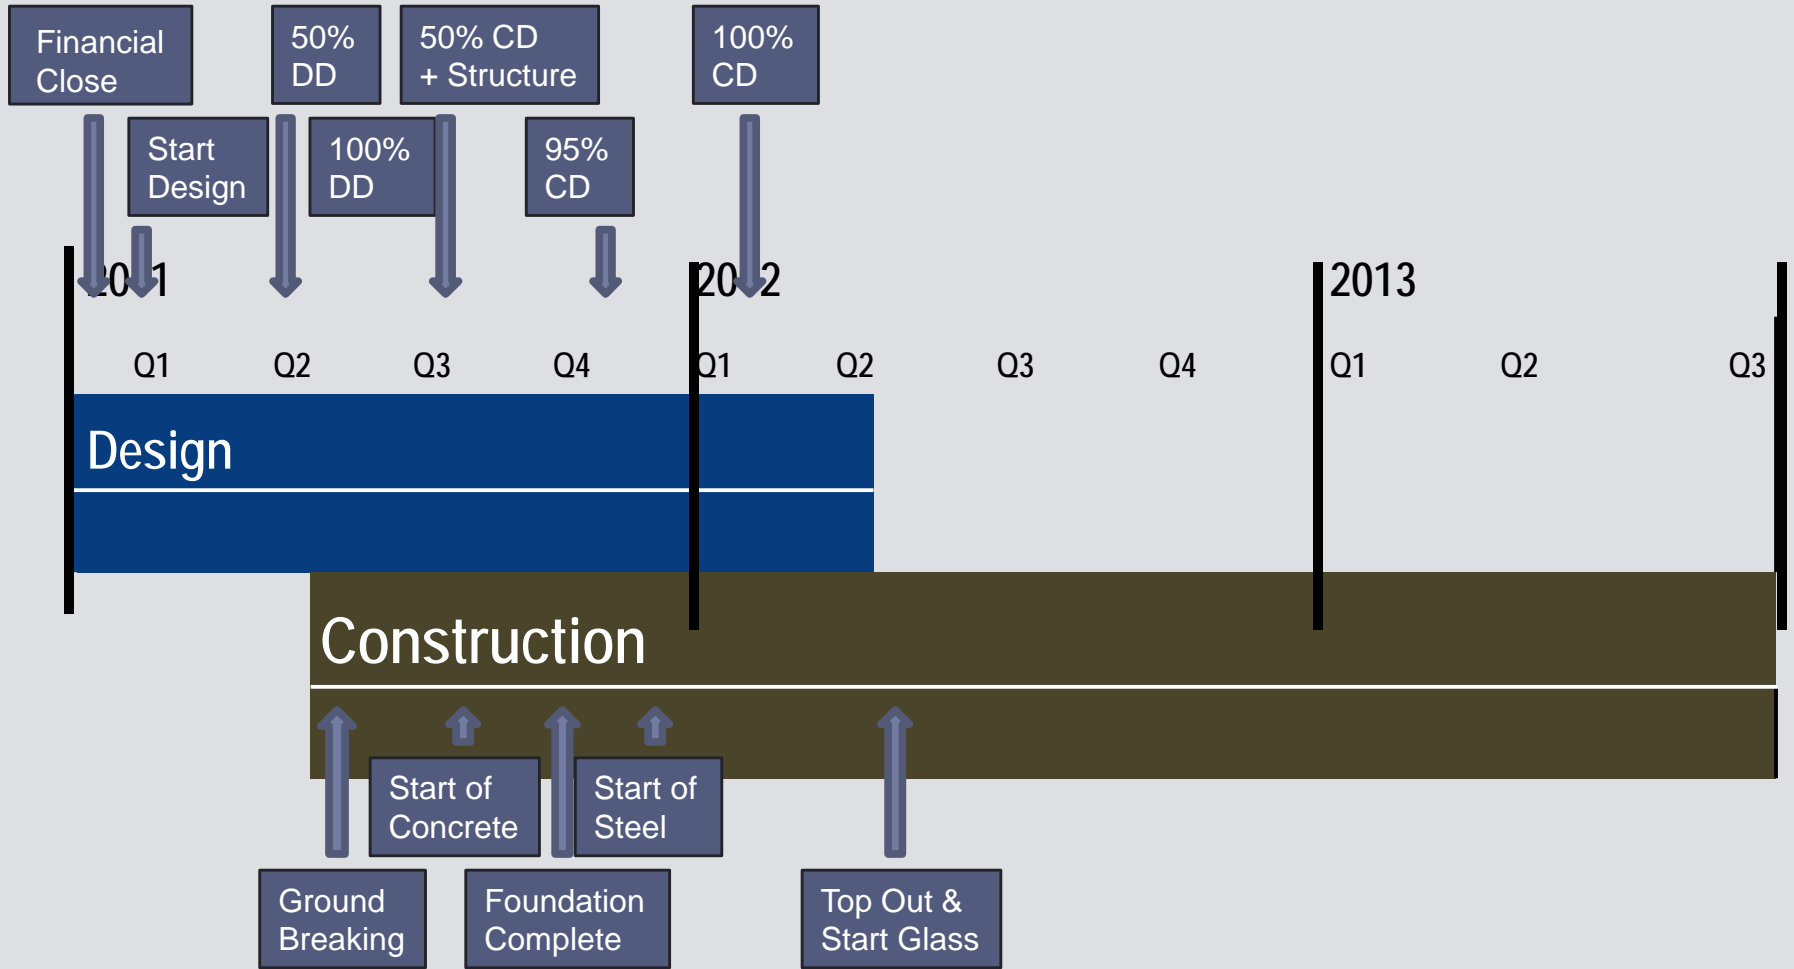 Financial
Close
50%
DD
50% CD
+ Structure
100%
CD
Start
Design
100%
DD
95%
CD
2011
2012
2013
Q1 Q2 Q3 Q4 Q1 Q2 Q3 Q4 Q1 Q2 Q3
Design
Construction
Start of
Concrete
Start of
Steel
Ground
Breaking
Foundation
Complete
Top Out &
Start Glass